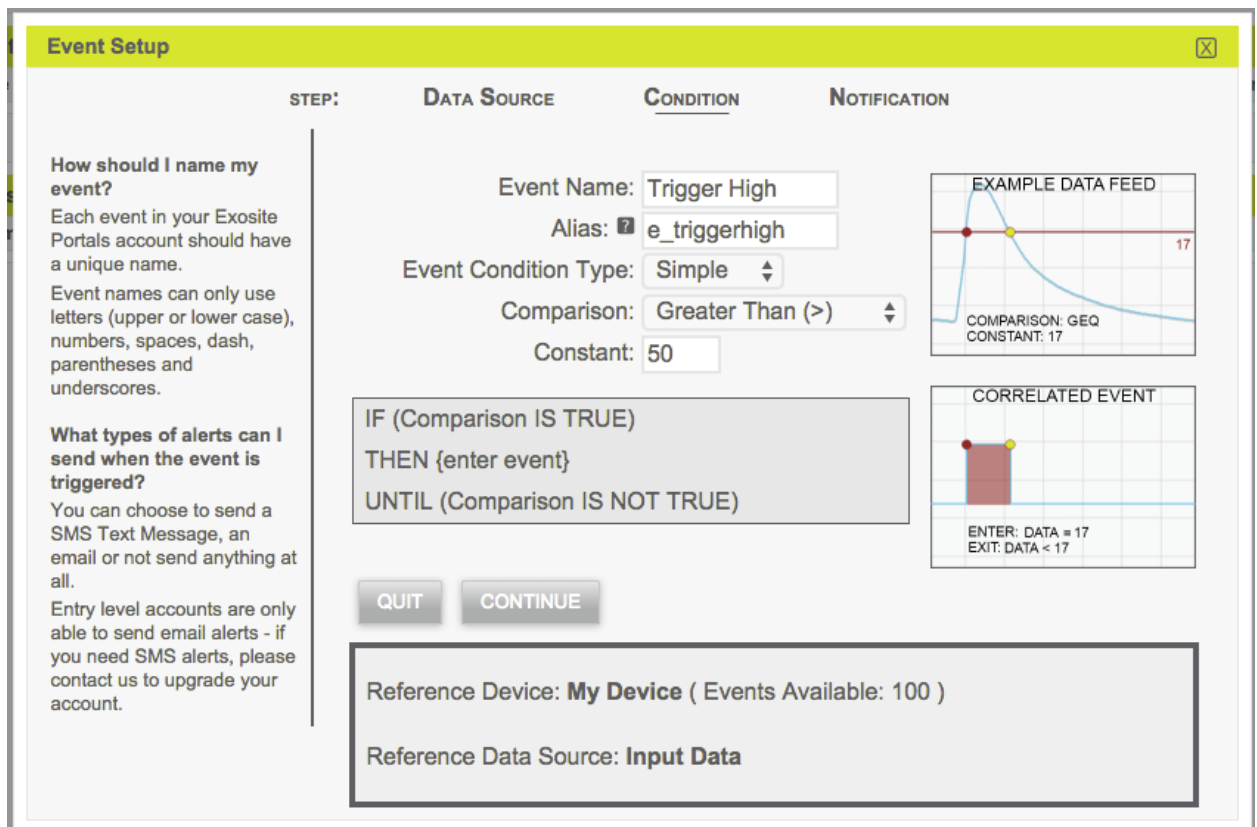 Event Setup
X
STEP: DATA SOURCE CONDITION NOTIFICATION
How should I name my
event?
Each event in your Exosite
Portals account should have
a unique name.
Event names can only use
letters (upper or lower case),
numbers, spaces, dash,
parentheses and
underscores.
What types of alerts can I
send when the event is
triggered?
You can choose to send a
SMS Text Message, an
email or not send anything at
all.
Entry level accounts are only
able to send email alerts - if
you need SMS alerts, please
contact us to upgrade your
account.
Event Name: Trigger High
Alias: ? e_triggerhigh
Event Condition Type: Simple
Comparison: Greater Than (>)
Constant: 50
IF (Comparison IS TRUE)
THEN {enter event}
UNTIL (Comparison IS NOT TRUE)
QUIT CONTINUE
Reference Device: My Device ( Events Available: 100 )
Reference Data Source: Input Data
EXAMPLE DATA FEED
17
COMPARISON: GEQ
CONSTANT: 17
CORRELATED EVENT
ENTER: DATA = 17
EXIT: DATA < 17